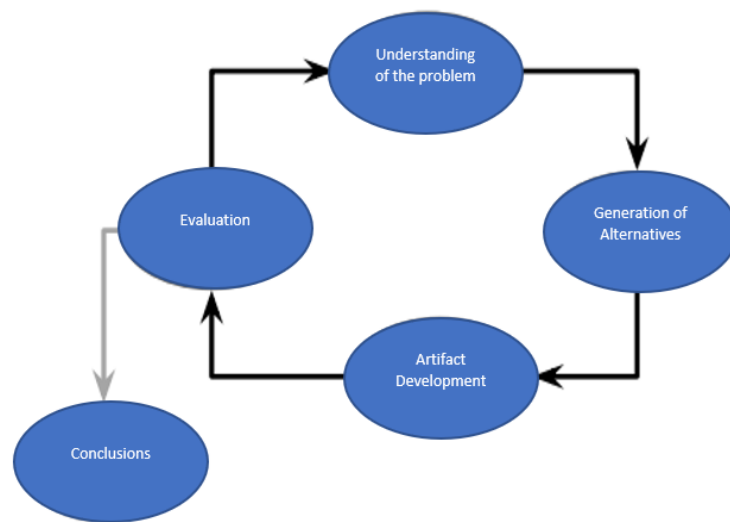 Understanding
of the problem
Generation of
Alternatives
Artifact
Development
Evaluation
Conclusions